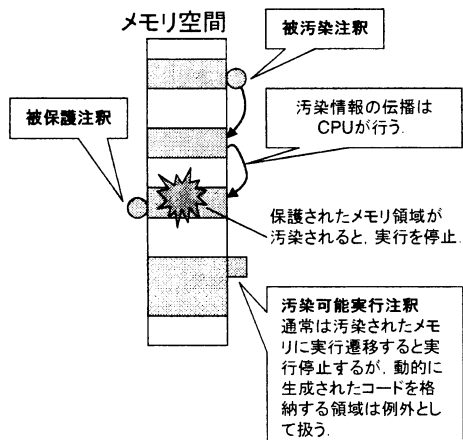 メモリ空間
被汚染注釈
被保護注釈
汚染情報の伝播は
CPUが行う.
保護されたメモリ領域が
汚染されると, 実行を停止.
汚染可能実行注釈
通常は汚染されたメモ
リに実行遷移すると実
行停止するが, 動的に
生成されたコードを格
納する領域は例外とし
て扱う.